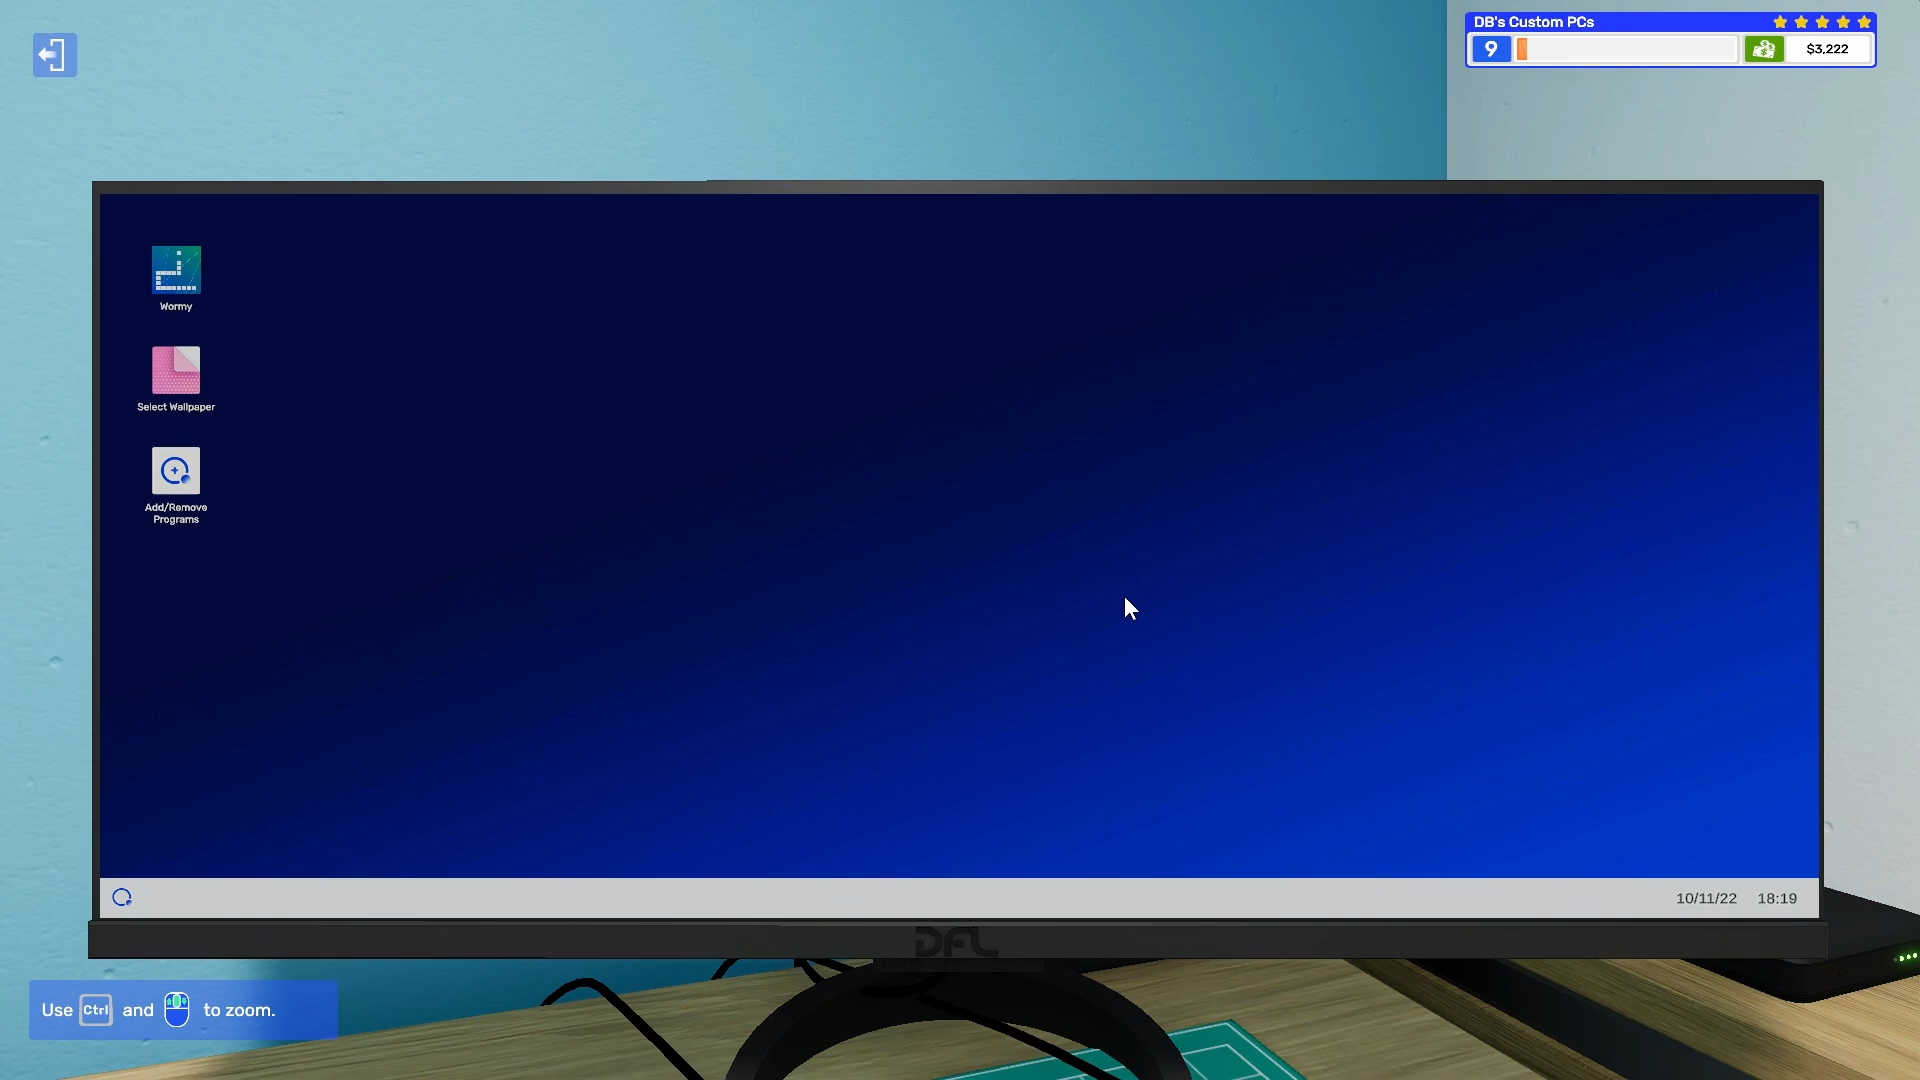 DB's Custom PCs
9
$3,222
Wormy
Select Wallpaper
Add/Remove
Programs
10/11/22 18:19
DFL
Use Ctrl and to zoom.